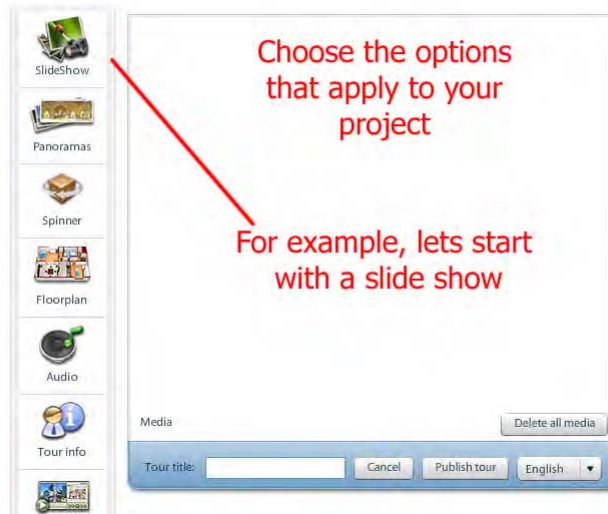 SlideShow
Panoramas
Spinner
Floorplan
Audio
Tour info
Choose the options
that apply to your
project
For example, lets start
with a slide show
Media
Delete all media
Tour title:
Cancel
Publish tour
English